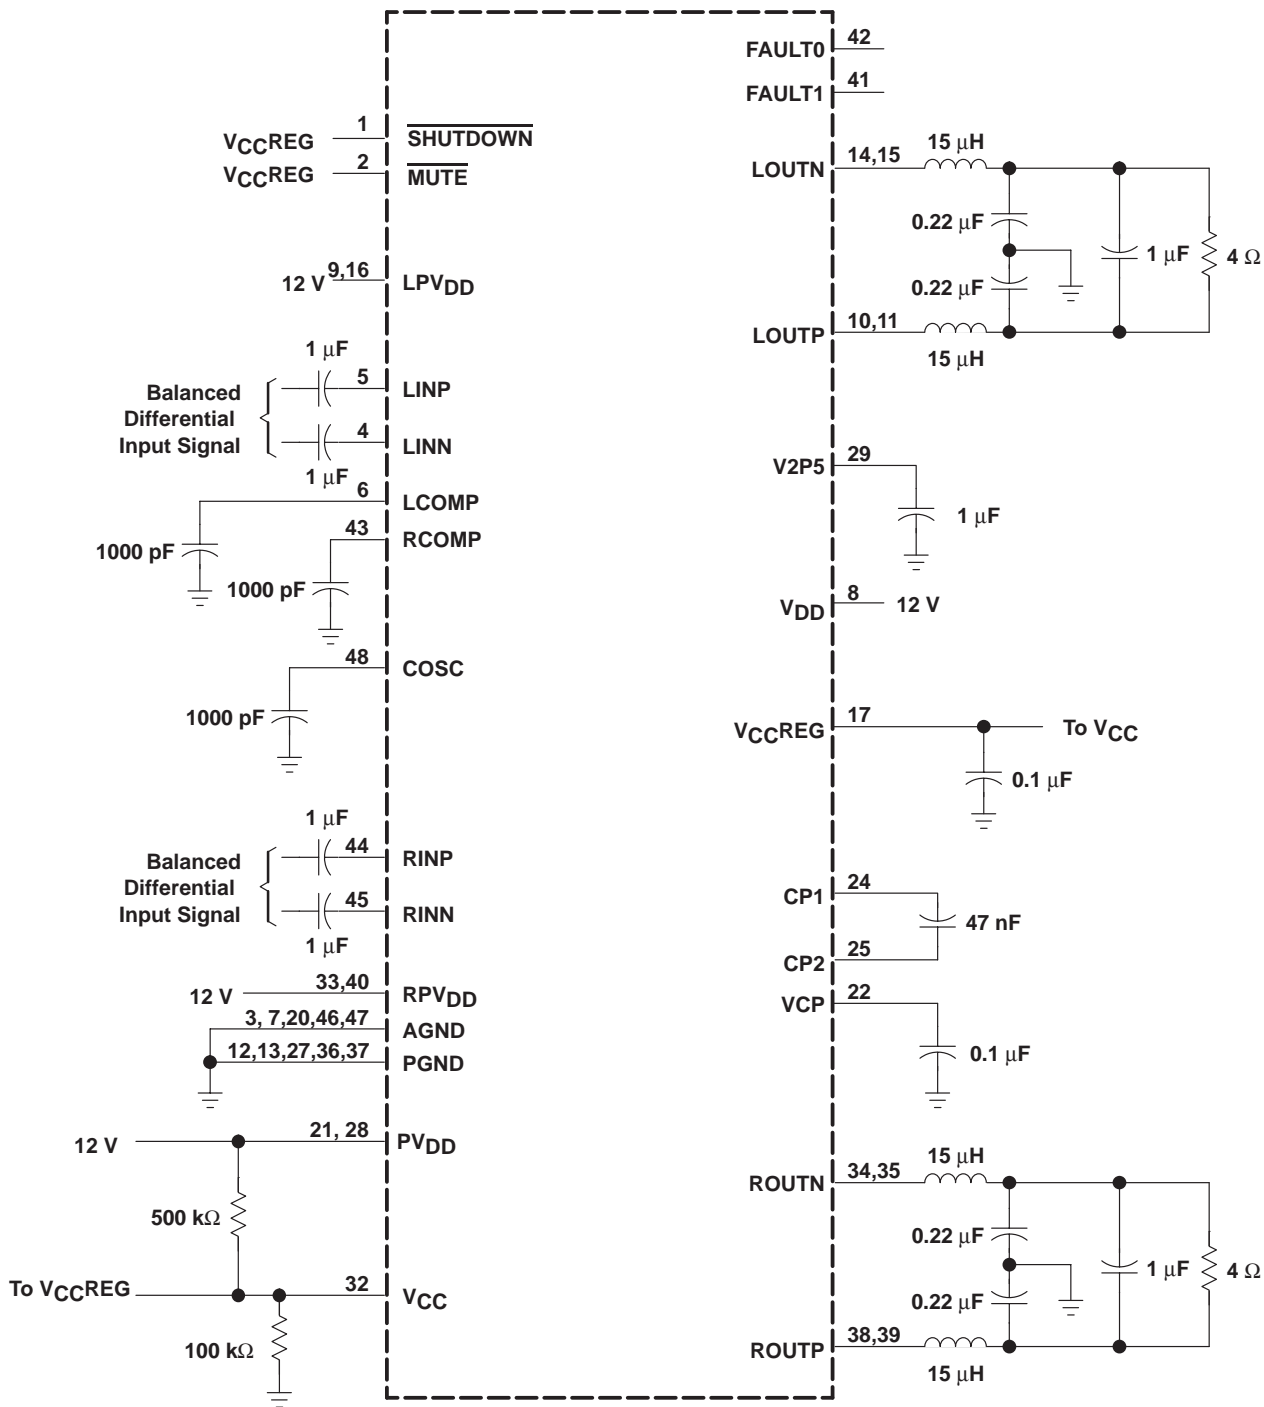 FAULT0
42
FAULT1
41
VCCREG
1
SHUTDOWN
VCCREG
2
MUTE
LOUTN
14,15
15 μH
0.22 μF
0.22 μF
1 μF
4 Ω
LOUTP
10,11
15 μH
12 V
9,16
LPVDD
1 μF
5
LINP
Balanced
Differential
Input Signal
4
LINN
1 μF
6
LCOMP
1000 pF
43
RCOMP
1000 pF
V2P5
29
1 μF
VDD
8
12 V
48
COSC
1000 pF
VCCREG
17
To VCC
0.1 μF
1 μF
44
RINP
Balanced
Differential
Input Signal
45
RINN
1 μF
CP1
24
47 nF
CP2
25
VCP
22
0.1 μF
12 V
33,40
RPVDD
3, 7,20,46,47
AGND
12,13,27,36,37
PGND
12 V
21, 28
PVDD
500 kΩ
To VCCREG
32
VCC
100 kΩ
ROUTN
34,35
15 μH
0.22 μF
0.22 μF
1 μF
4 Ω
ROUTP
38,39
15 μH